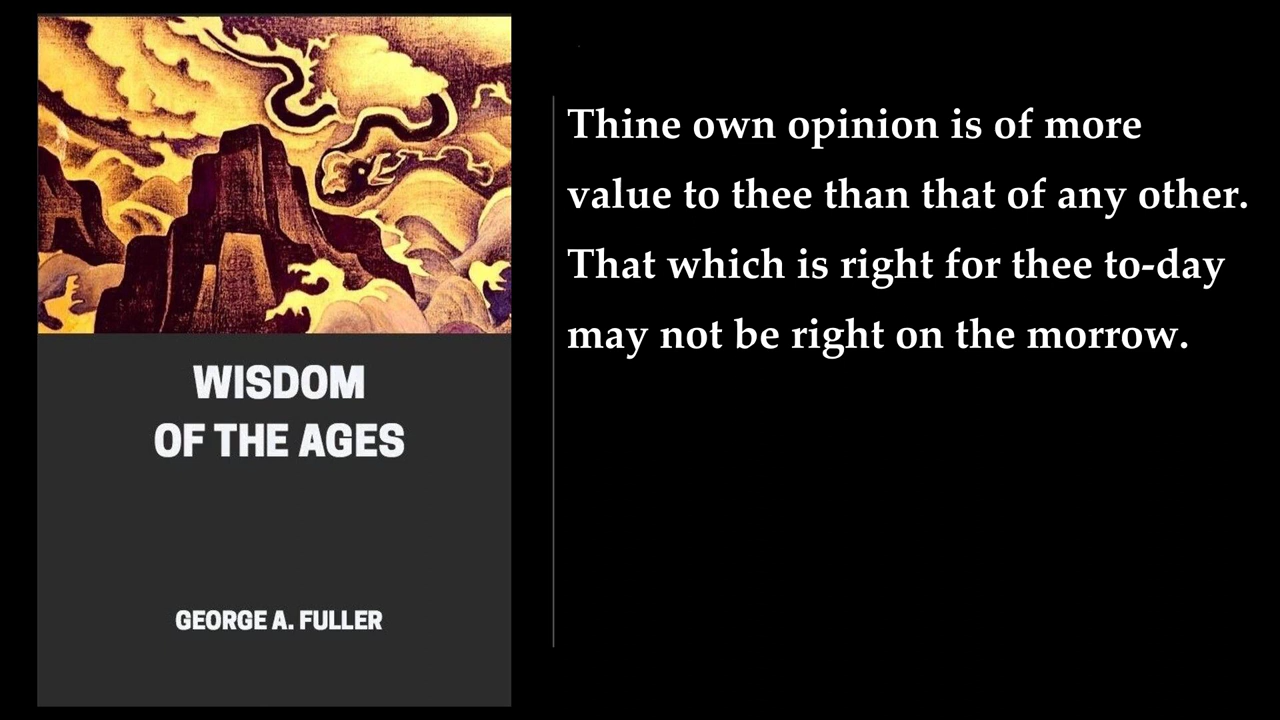 WISDOM
OF THE AGES
GEORGE A. FULLER
Thine own opinion is of more
value to thee than that of any other.
That which is right for thee to-day
may not be right on the morrow.